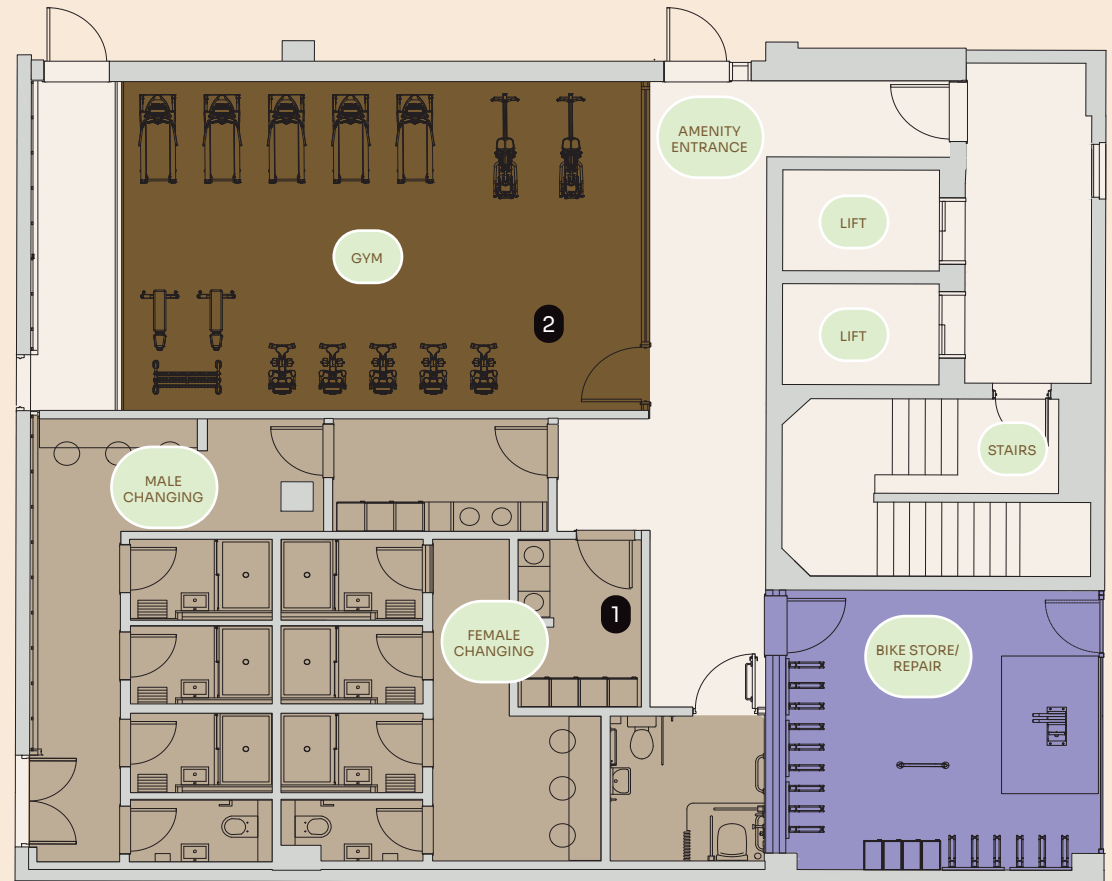 AMENITY
ENTRANCE
LIFT
GYM
2
LIFT
STAIRS
MALE
CHANGING
1
FEMALE
CHANGING
BIKE STORE/
REPAIR